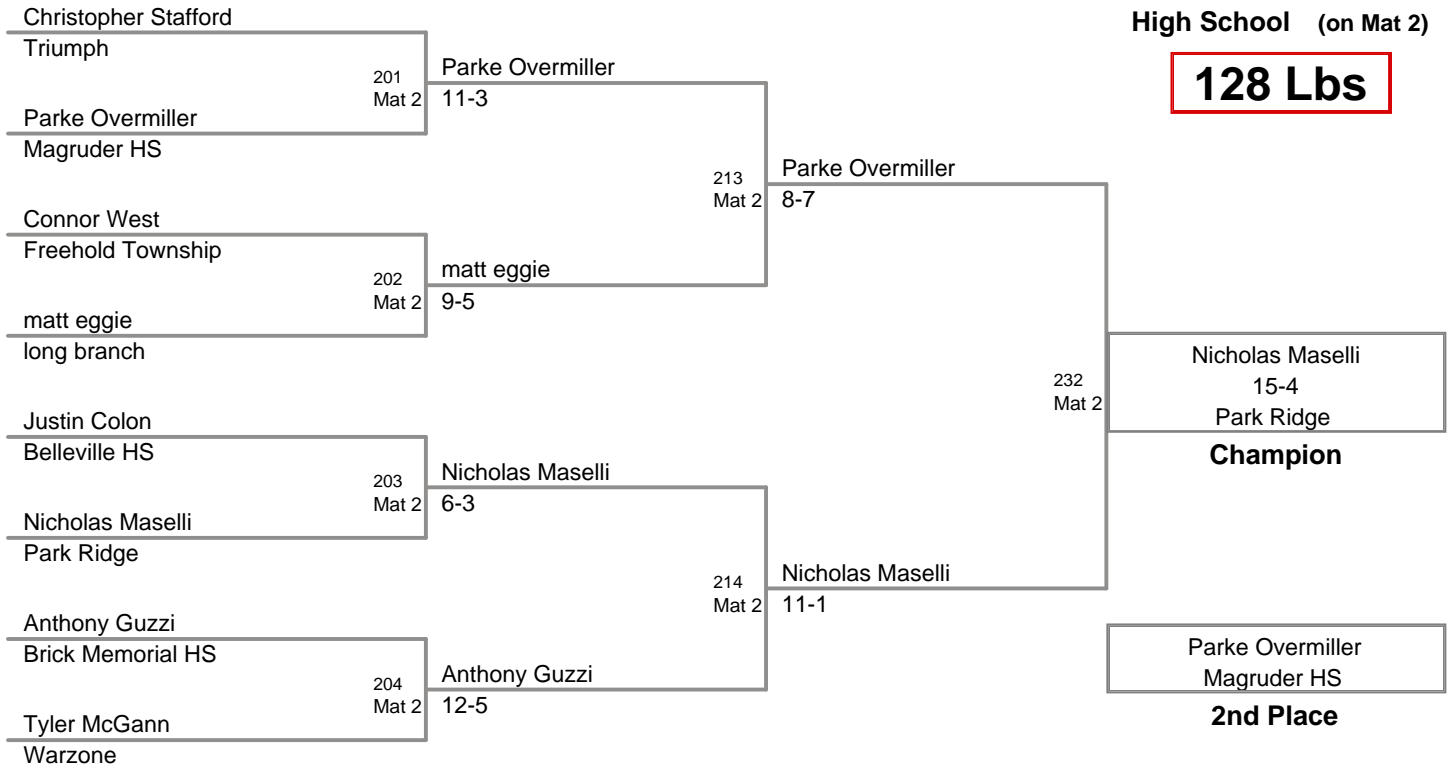 High School (on Mat 2)
128 Lbs
Christopher Stafford
Triumph
201
Mat 2
Parke Overmiller
11-3
Parke Overmiller
Magruder HS
213
Mat 2
Parke Overmiller
8-7
Connor West
Freehold Township
202
Mat 2
matt eggie
9-5
matt eggie
long branch
232
Mat 2
Nicholas Maselli
15-4
Park Ridge
Champion
Justin Colon
Belleville HS
203
Mat 2
Nicholas Maselli
6-3
Nicholas Maselli
Park Ridge
214
Mat 2
Nicholas Maselli
11-1
Anthony Guzzi
Brick Memorial HS
204
Mat 2
Anthony Guzzi
12-5
Tyler McGann
Warzone
Parke Overmiller
Magruder HS
2nd Place